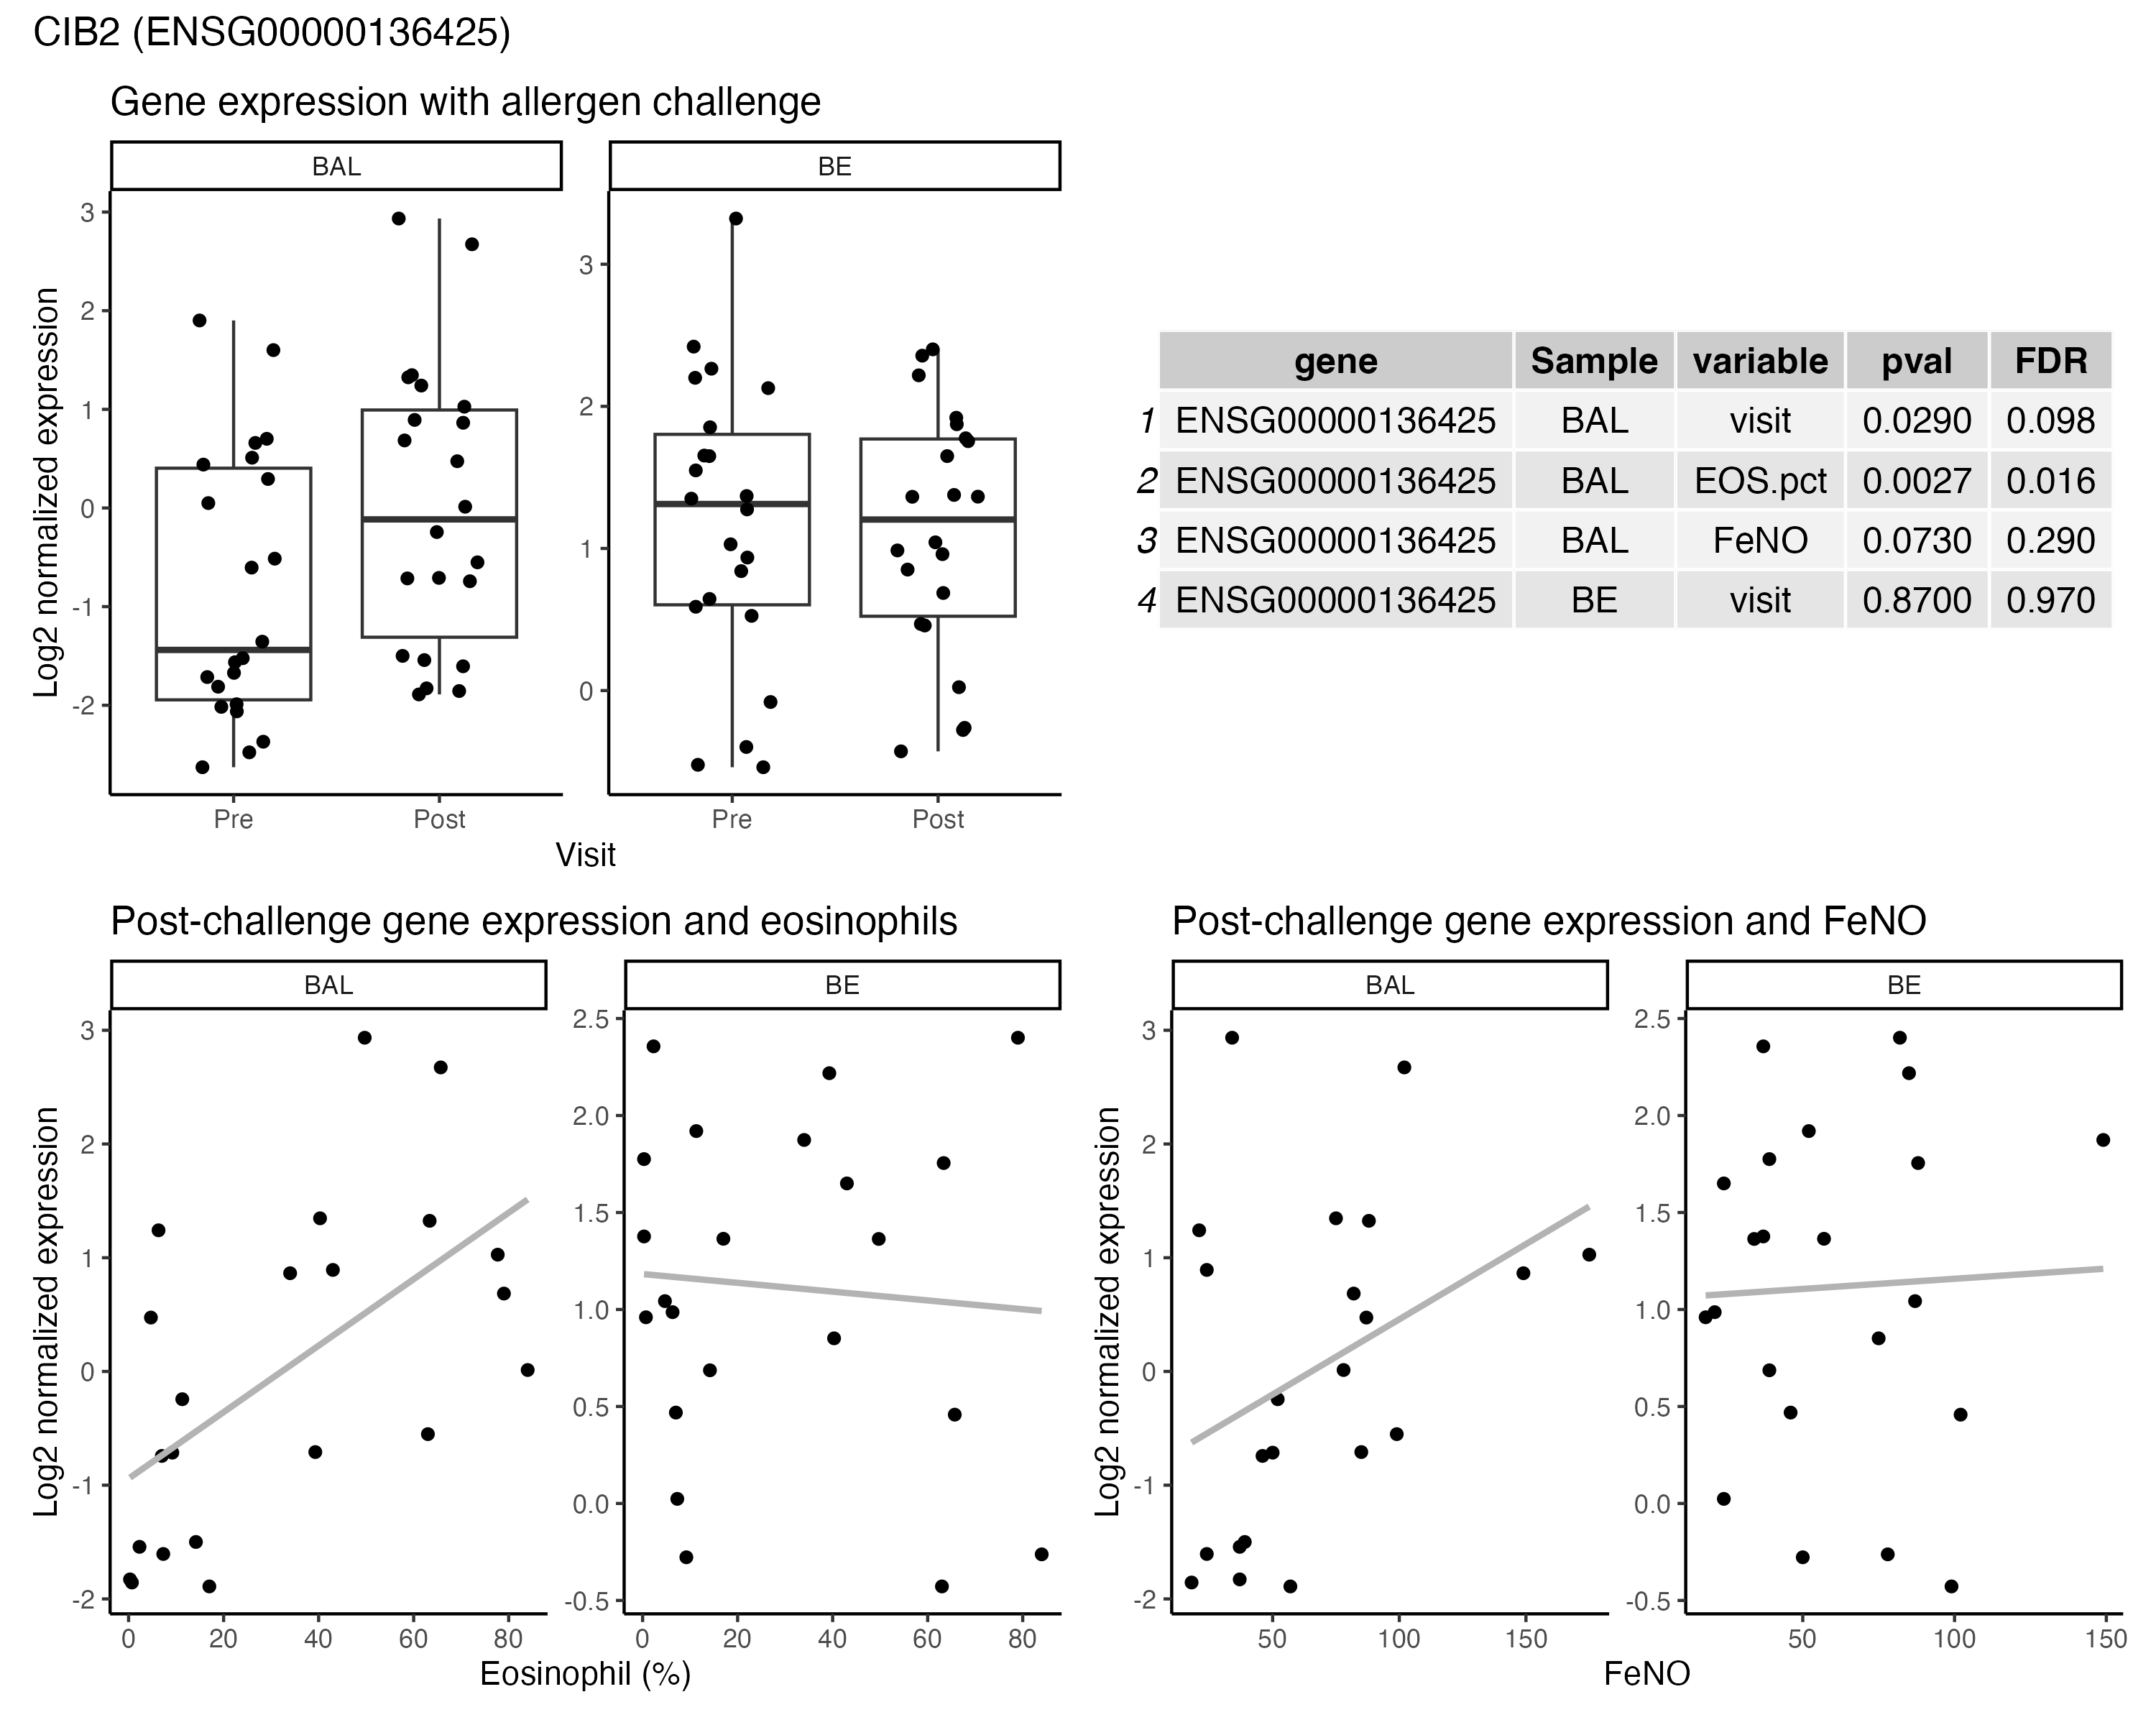 CIB2 (ENSG00000136425)
Gene expression with allergen challenge
BAL BE
Log2 normalized expression
3
2
1
0
-1
-2
3
2
1
0
Pre Post Pre Post
Visit
gene Sample variable pval FDR
1 ENSG00000136425 BAL visit 0.0290 0.098
2 ENSG00000136425 BAL EOS.pct 0.0027 0.016
3 ENSG00000136425 BAL FeNO 0.0730 0.290
4 ENSG00000136425 BE visit 0.8700 0.970
Post-challenge gene expression and eosinophils
BAL BE
Log2 normalized expression
3
2
1
0
-1
-2
2.5
2.0
1.5
1.0
0.5
0.0
-0.5
0 20 40 60 80 0 20 40 60 80
Eosinophil (%)
Post-challenge gene expression and FeNO
BAL BE
Log2 normalized expression
3
2
1
0
-1
-2
2.5
2.0
1.5
1.0
0.5
0.0
-0.5
50 100 150 50 100 150
FeNO